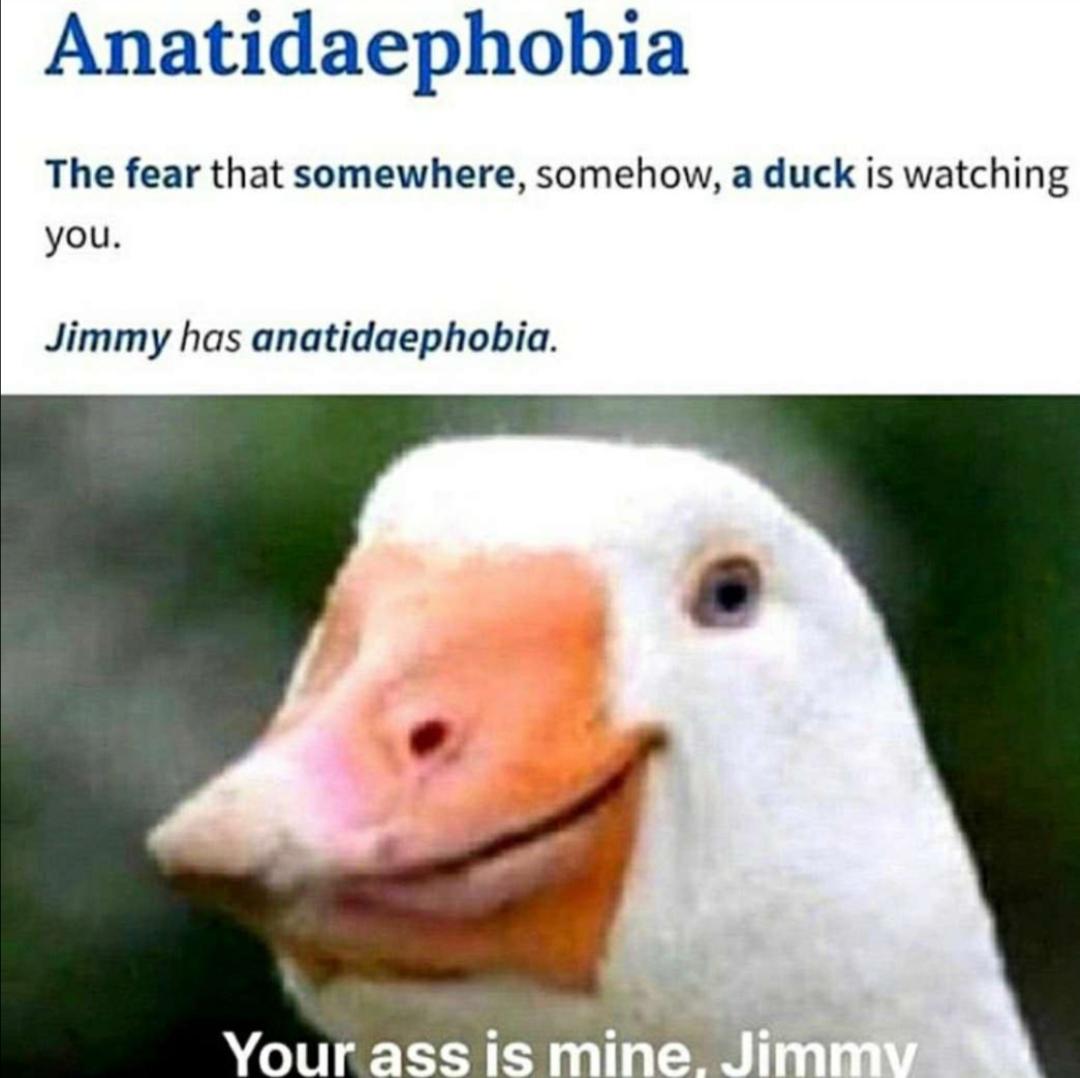 Anatidaephobia
The fear that somewhere, somehow, a duck is watching
you.
Jimmy has anatidaephobia.
Your ass is mine, Jimmy